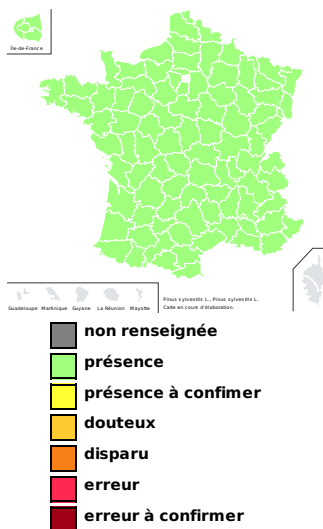 Île-de-France
Guadeloupe Martinique Guyane La Réunion Mayotte
Pinus sylvestris L., Pinus sylvestris L.
Carte en cours d'élaboration.
non renseignée
présence
présence à confimer
douteux
disparu
erreur
erreur à confirmer